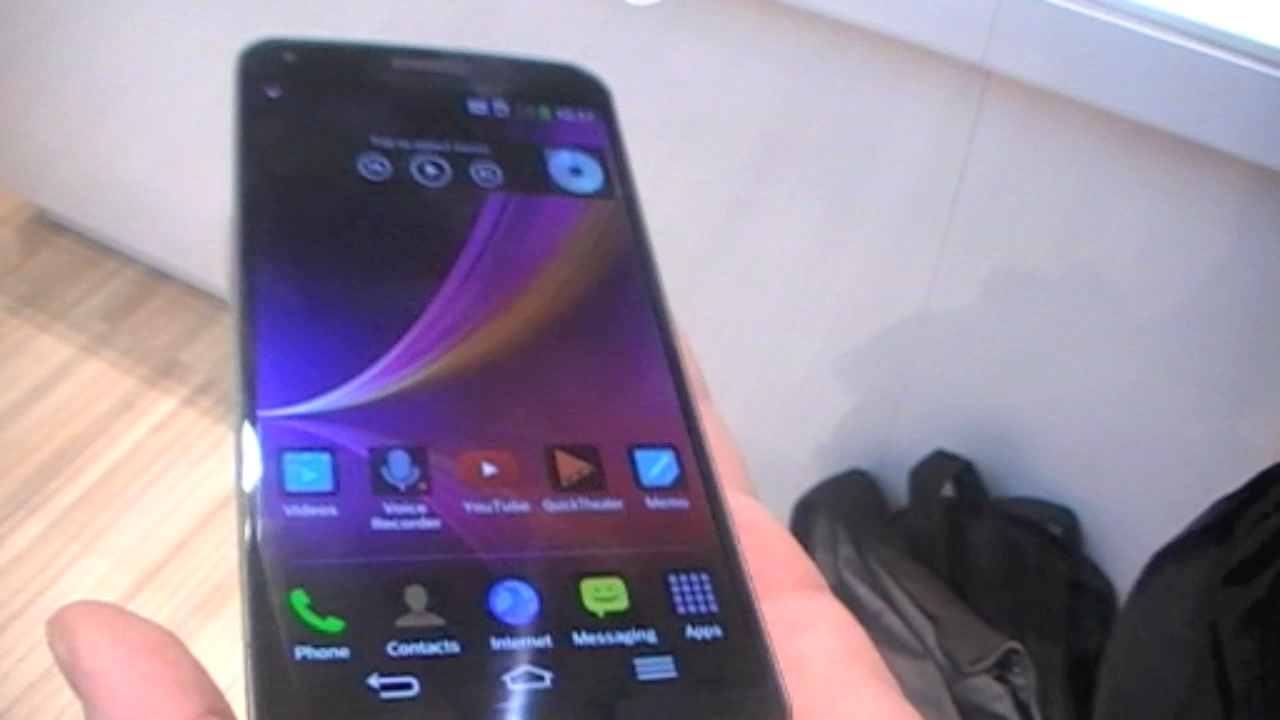 Videos
Voice
Recorder
YouTube
QuickTheater
Memo
Phone
Contacts
Internet
Messaging
Apps